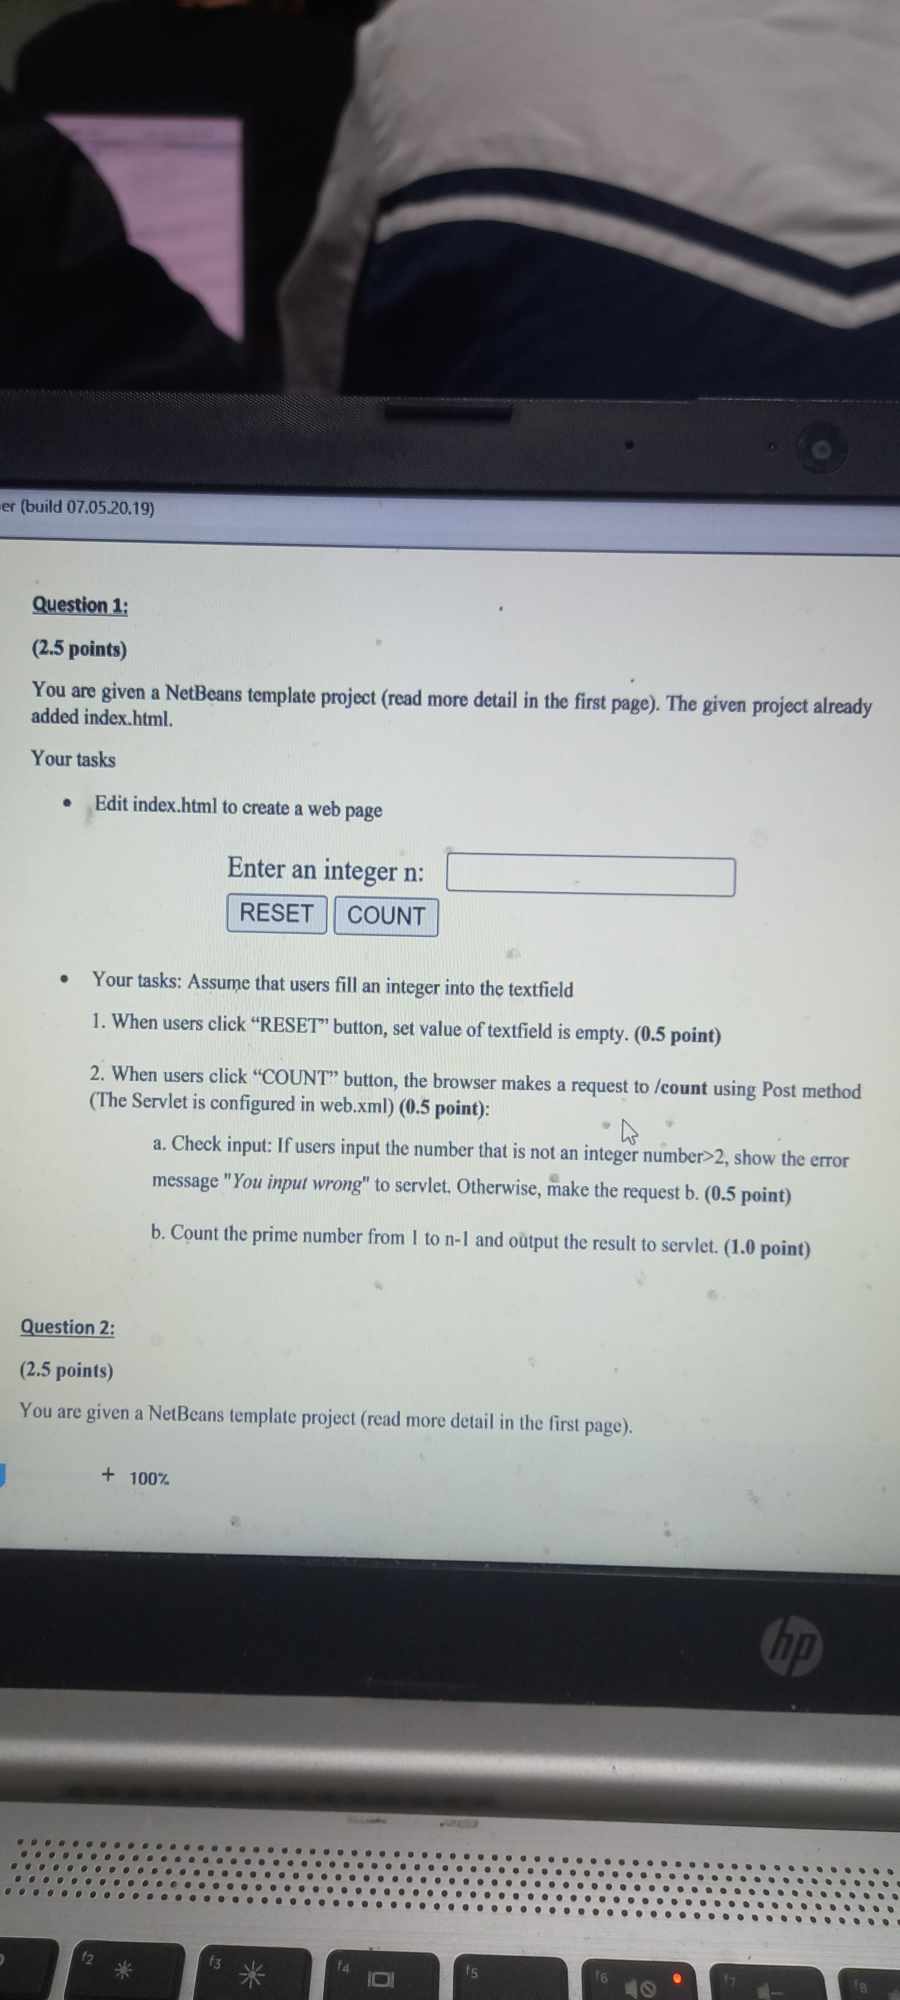 er (build 07.05.20.19)
Question 1:
(2.5 points)
You are given a NetBeans template project (read more detail in the first page). The given project already
added index.html.
Your tasks
• Edit index.html to create a web page
Enter an integer n:
RESET COUNT
• Your tasks: Assume that users fill an integer into the textfield
1. When users click “RESET” button, set value of textfield is empty. (0.5 point)
2. When users click “COUNT” button, the browser makes a request to /count using Post method
(The Servlet is configured in web.xml) (0.5 point):
a. Check input: If users input the number that is not an integer number>2, show the error
message "You input wrong" to servlet. Otherwise, make the request b. (0.5 point)
b. Count the prime number from 1 to n-1 and output the result to servlet. (1.0 point)
Question 2:
(2.5 points)
You are given a NetBeans template project (read more detail in the first page).
+ 100%
hp
f2 f3 f4 f5 f6 f7 f8